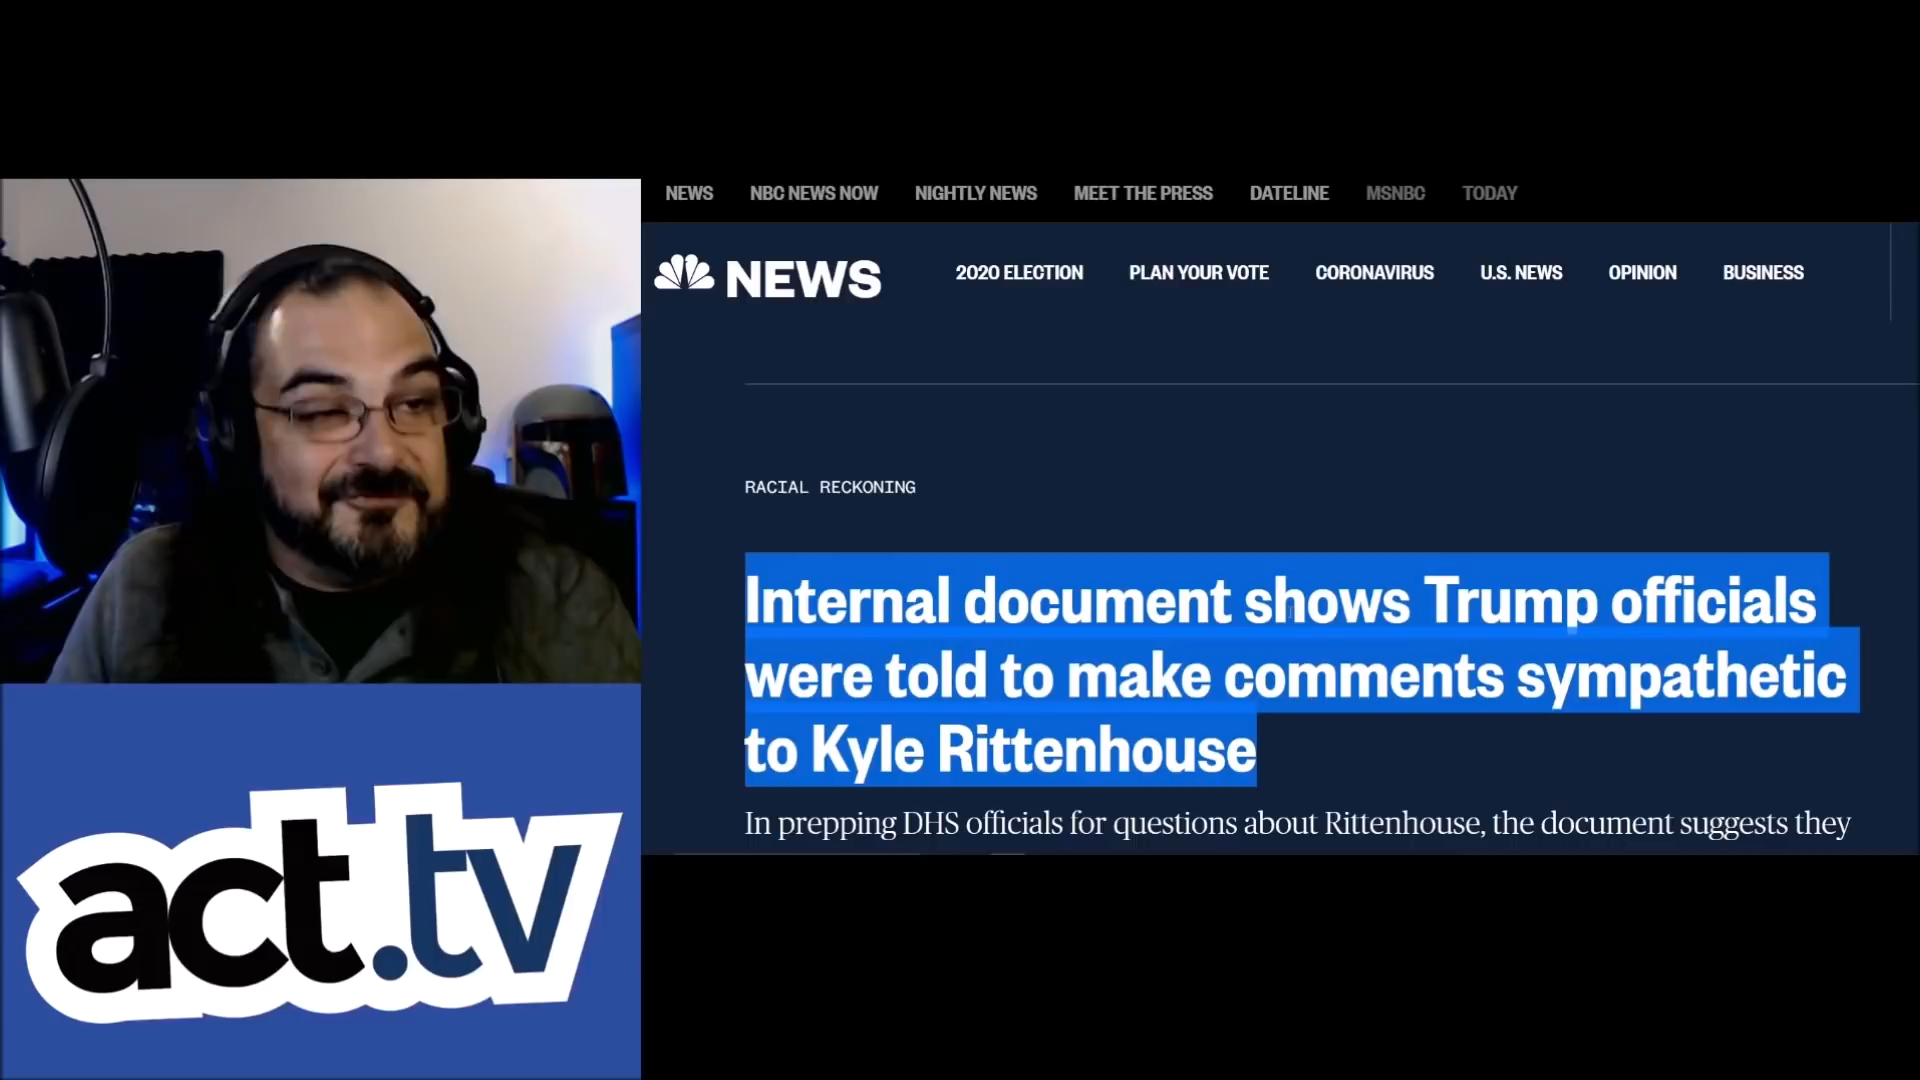 NEWS NBC NEWS NOW NIGHTLY NEWS MEET THE PRESS DATELINE MSNBC TODAY
NEWS 2020 ELECTION PLAN YOUR VOTE CORONAVIRUS U.S. NEWS OPINION BUSINESS
RACIAL RECKONING
Internal document shows Trump officials
were told to make comments sympathetic
to Kyle Rittenhouse
In prepping DHS officials for questions about Rittenhouse, the document suggests they
act.tv